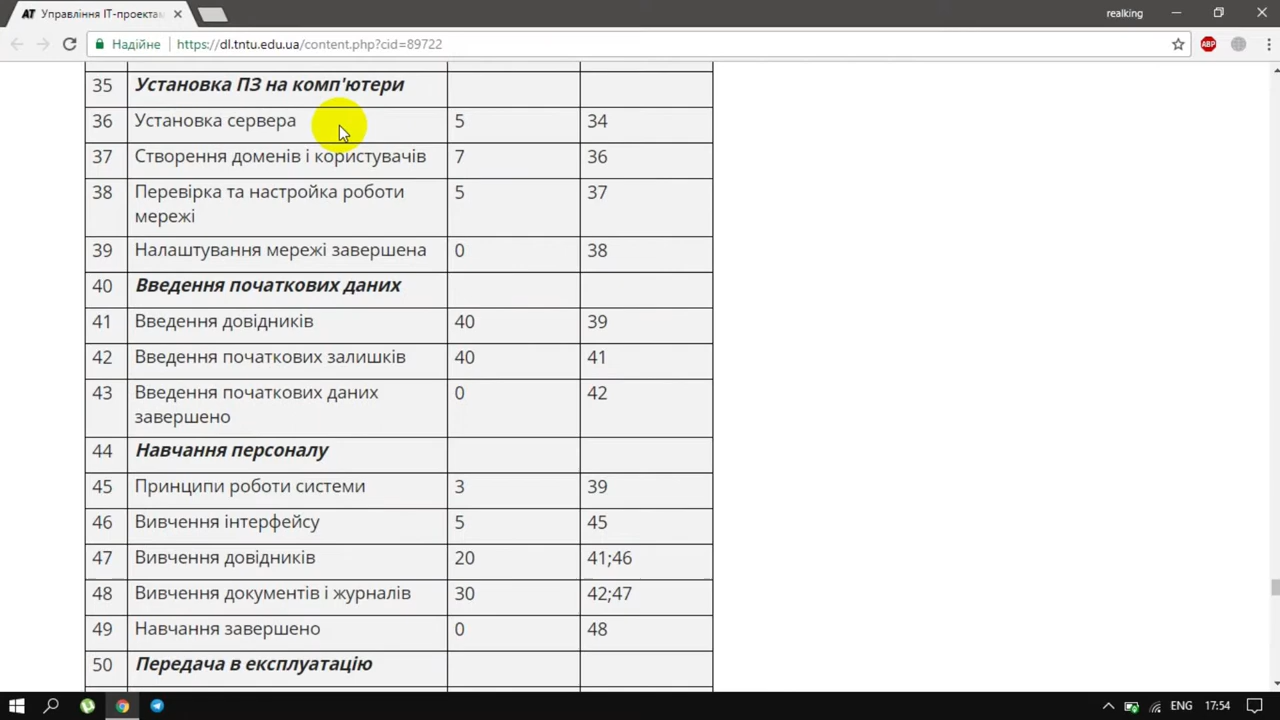 Управління ІТ-проектам
realking
Надійне
https://dl.tntu.edu.ua/content.php?cid=89722
ABP
35 Установка ПЗ на комп'ютери
36 Установка сервера 5 34
37 Створення доменів і користувачів 7 36
38 Перевірка та настройка роботи 5 37
мережі
39 Налаштування мережі завершена 0 38
40 Введення початкових даних
41 Введення довідників 40 39
42 Введення початкових залишків 40 41
43 Введення початкових даних 0 42
завершено
44 Навчання персоналу
45 Принципи роботи системи 3 39
46 Вивчення інтерфейсу 5 45
47 Вивчення довідників 20 41;46
48 Вивчення документів і журналів 30 42;47
49 Навчання завершено 0 48
50 Передача в експлуатацію
ENG 17:54